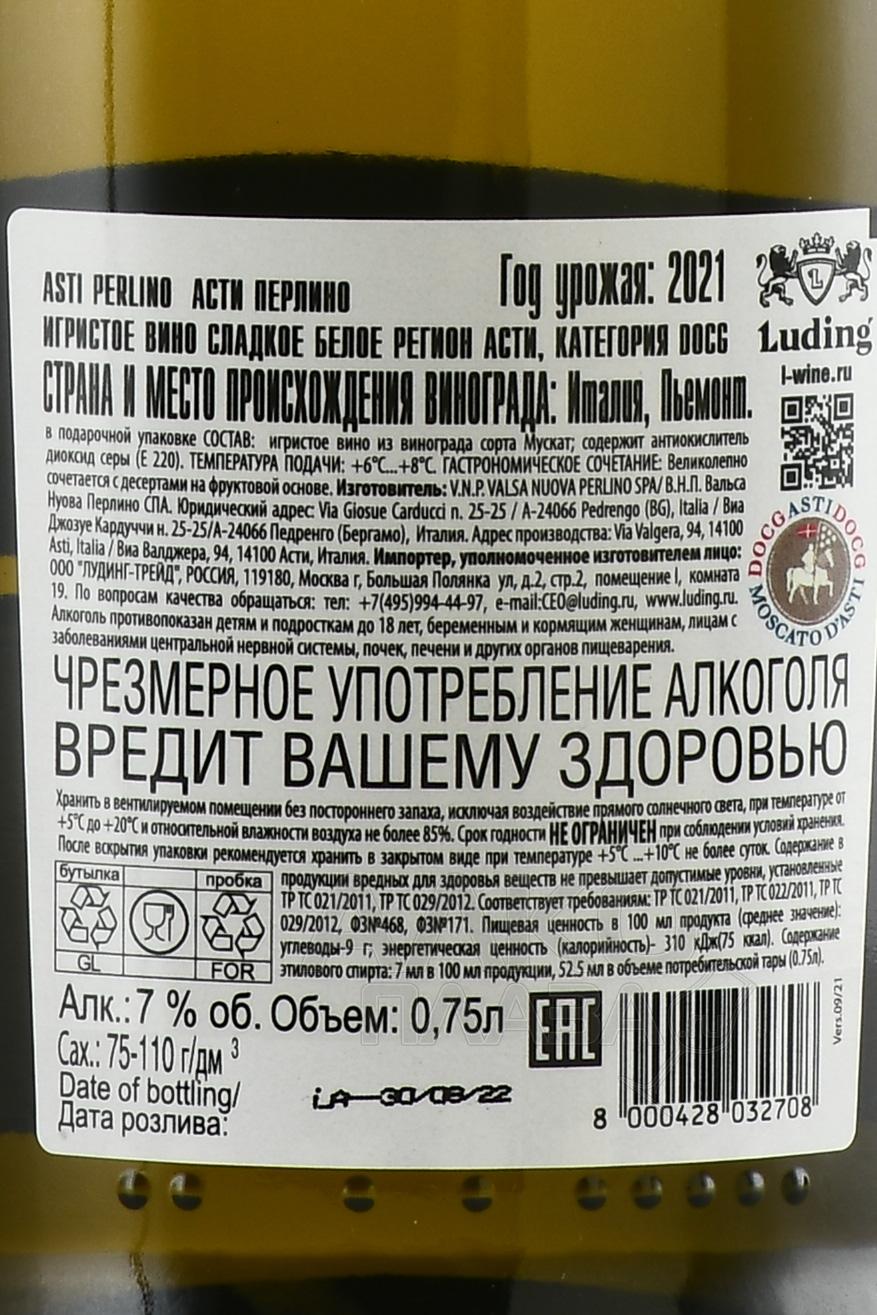 ASTI PERLINO АСТИ ПЕРЛИНО
Год урожая: 2021
ИГРИСТОЕ ВИНО СЛАДКОЕ БЕЛОЕ РЕГИОН АСТИ, КАТЕГОРИЯ DOCG
СТРАНА И МЕСТО ПРОИСХОЖДЕНИЯ ВИНОГРАДА: Италия, Пьемонт.
Luding
l-wine.ru
в подарочной упаковке СОСТАВ: игристое вино из винограда сорта Мускат; содержит антиокислитель
диоксид серы (Е 220). ТЕМПЕРАТУРА ПОДАЧИ: +6°C...+8°C. ГАСТРОНОМИЧЕСКОЕ СОЧЕТАНИЕ: Великолепно
сочетается с десертами на фруктовой основе. Изготовитель: V.N.P. VALSA NUOVA PERLINO SPA/ В.Н.П. Вальса
Нуова Перлино СПА. Юридический адрес: Via Giosue Carducci n. 25-25 / A-24066 Pedrengo (BG), Italia / Виа
Джозуе Кардуччи н. 25-25/А-24066 Педренго (Бергамо), Италия. Адрес производства: Via Valgera, 94, 14100
Asti, Italia / Виа Валджера, 94, 14100 Асти, Италия. Импортер, уполномоченное изготовителем лицо:
ООО "ЛУДИНГ-ТРЕЙД", РОССИЯ, 119180, Москва г, Большая Полянка ул, д.2, стр.2, помещение I, комната
19. По вопросам качества обращаться: тел: +7(495)994-44-97, e-mail:CEO@luding.ru, www.luding.ru.
Алкоголь противопоказан детям и подросткам до 18 лет, беременным и кормящим женщинам, лицам с
заболеваниями центральной нервной системы, почек, печени и других органов пищеварения.
DOCG ASTI DOCG
MOSCATO D'ASTI
ЧРЕЗМЕРНОЕ УПОТРЕБЛЕНИЕ АЛКОГОЛЯ
ВРЕДИТ ВАШЕМУ ЗДОРОВЬЮ
Хранить в вентилируемом помещении без постороннего запаха, исключая воздействие прямого солнечного света, при температуре от
+5°C до +20°C и относительной влажности воздуха не более 85%. Срок годности НЕ ОГРАНИЧЕН при соблюдении условий хранения.
После вскрытия упаковки рекомендуется хранить в закрытом виде при температуре +5°C ...+10°C не более суток. Содержание в
продукции вредных для здоровья веществ не превышает допустимые уровни, установленные
ТР ТС 021/2011, ТР ТС 029/2012. Соответствует требованиям: ТР ТС 021/2011, ТР ТС 022/2011, ТР ТС
029/2012, ФЗ№468, ФЗ№171. Пищевая ценность в 100 мл продукта (среднее значение):
углеводы-9 г; энергетическая ценность (калорийность)- 310 кДж(75 ккал). Содержание
этилового спирта: 7 мл в 100 мл продукции, 52.5 мл в объеме потребительской тары (0.75л).
бутылка
пробка
GL
FOR
Алк.: 7 % об. Объем: 0,75л
Сах.: 75-110 г/дм ³
Date of bottling/
Дата розлива:
LA—30/08/22
EAC
8 000428 032708
Vers.09/21